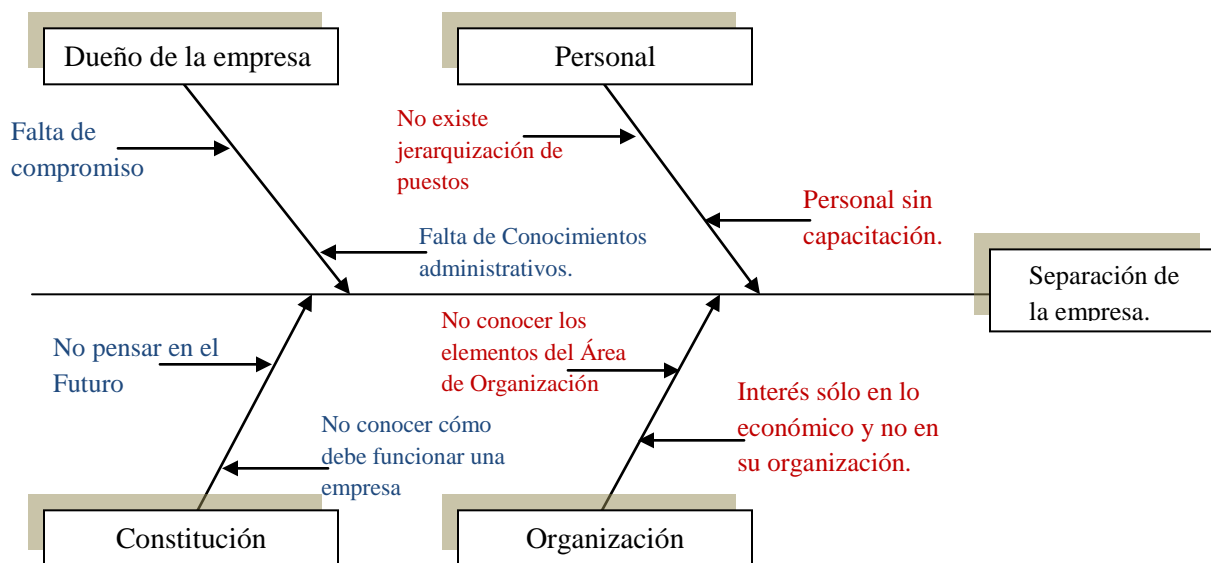 Dueño de la empresa
Personal
Falta de
compromiso
No existe
jerarquización de
puestos
Personal sin
capacitación.
Falta de Conocimientos
administrativos.
Separación de
la empresa.
No pensar en el
Futuro
No conocer los
elementos del Área
de Organización
Interés sólo en lo
económico y no en
su organización.
No conocer cómo
debe funcionar una
empresa
Constitución
Organización